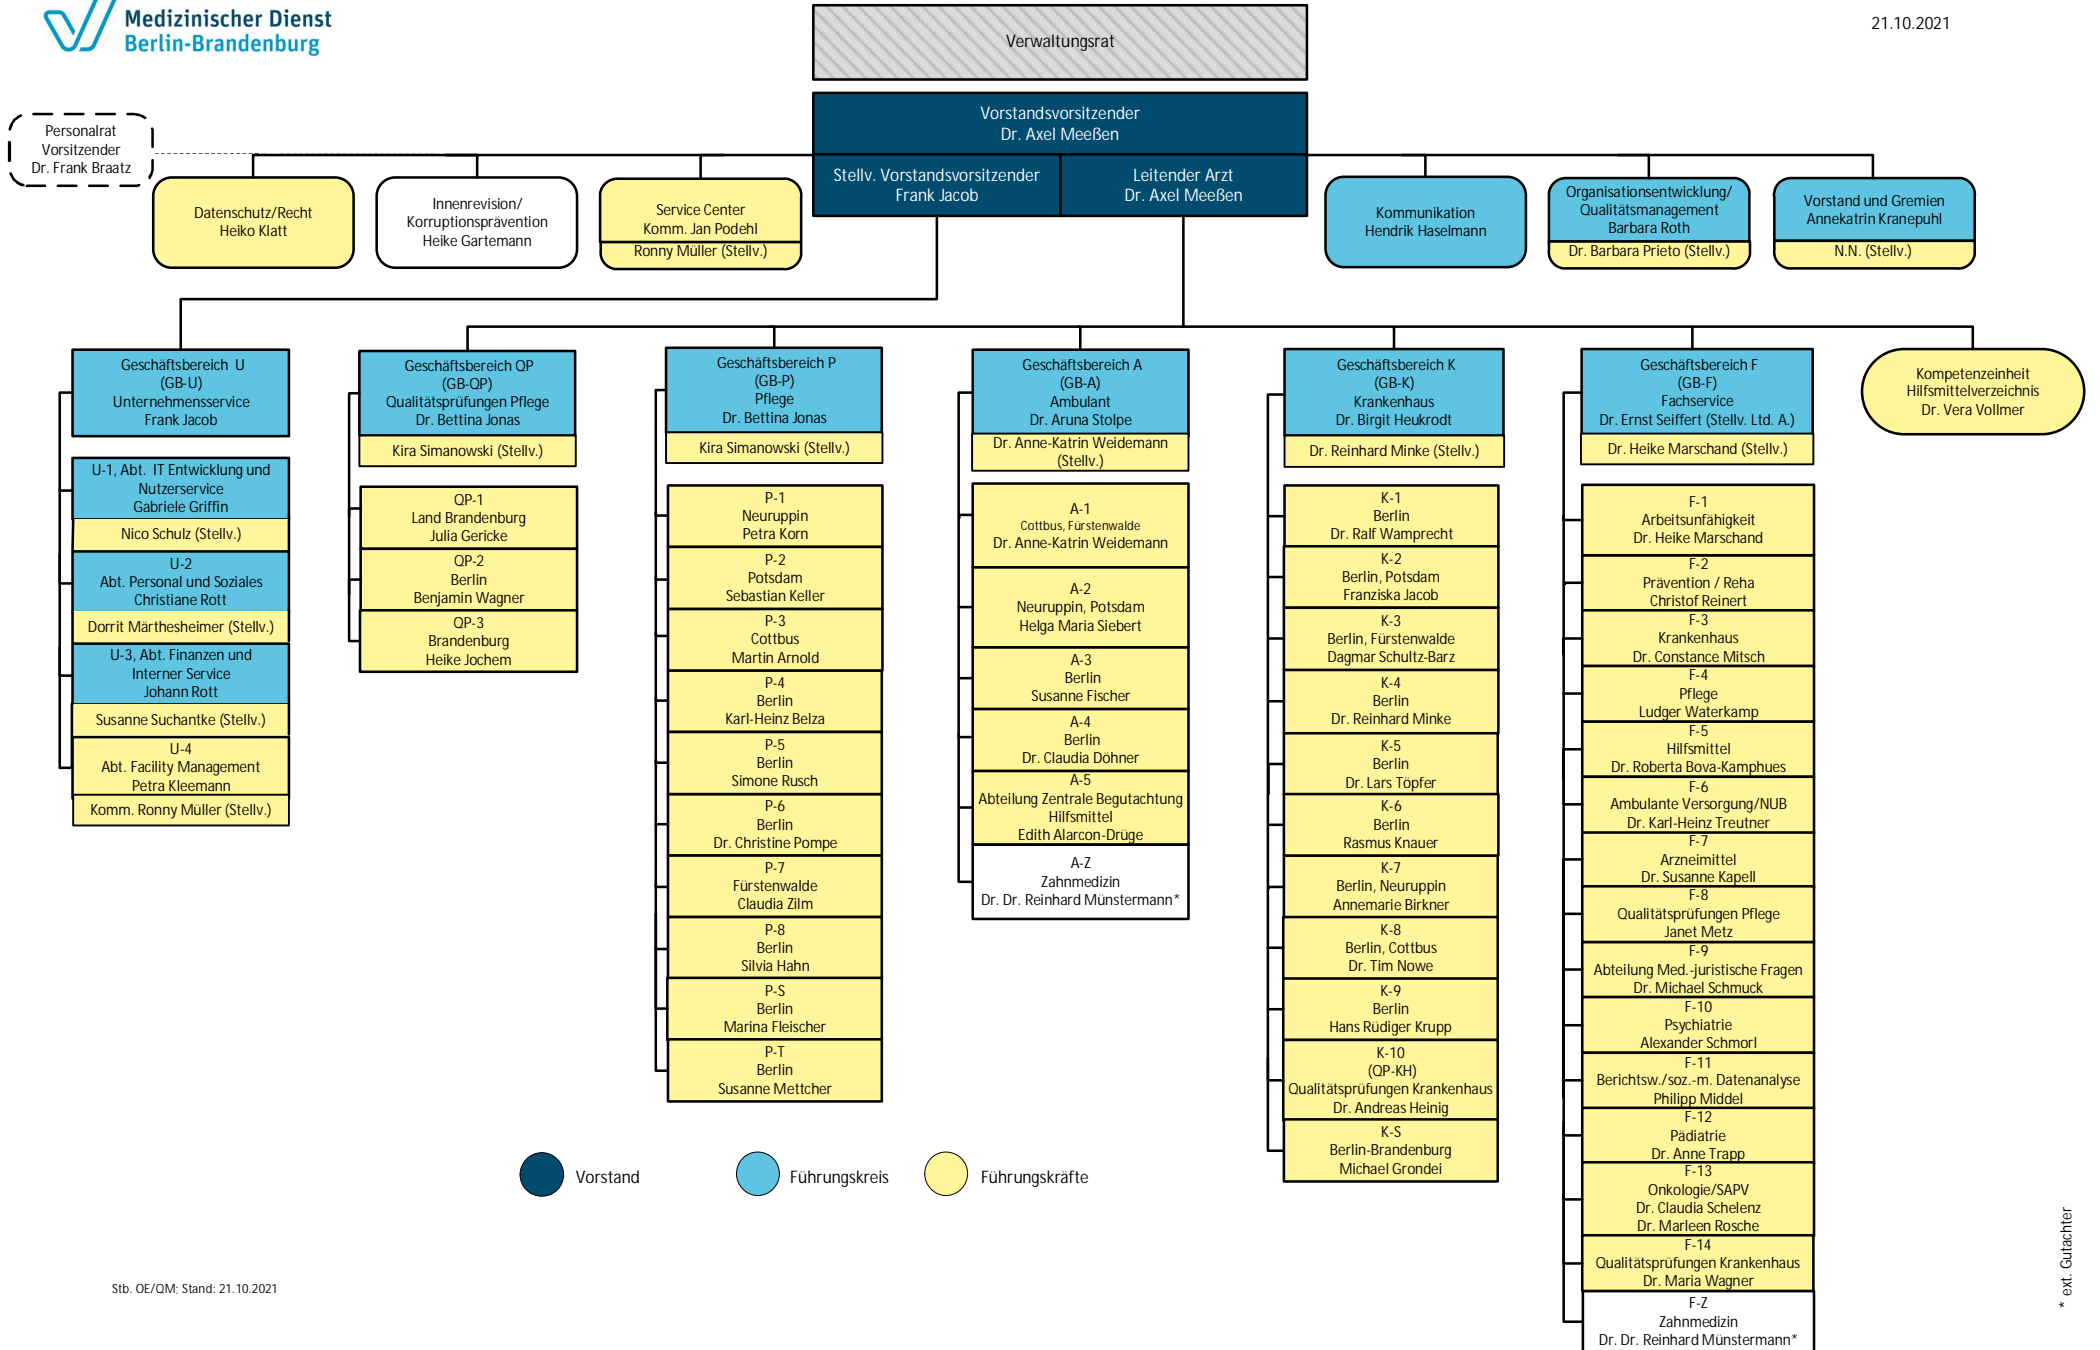 Medizinischer Dienst
Berlin-Brandenburg
21.10.2021
Verwaltungsrat
Vorstandsvorsitzender
Dr. Axel Meeßen
Stellv. Vorstandsvorsitzender
Frank Jacob
Leitender Arzt
Dr. Axel Meeßen
Personalrat
Vorsitzender
Dr. Frank Braatz
Datenschutz/Recht
Heiko Klatt
Innenrevision/
Korruptionsprävention
Heike Gartemann
Service Center
Komm. Jan Podehl
Ronny Müller (Stellv.)
Kommunikation
Hendrik Haselmann
Organisationsentwicklung/
Qualitätsmanagement
Barbara Roth
Dr. Barbara Prieto (Stellv.)
Vorstand und Gremien
Annekatrin Kranepuhl
N.N. (Stellv.)
Geschäftsbereich U
(GB-U)
Unternehmensservice
Frank Jacob
U-1, Abt. IT Entwicklung und
Nutzerservice
Gabriele Griffin
Nico Schulz (Stellv.)
U-2
Abt. Personal und Soziales
Christiane Rott
Dorrit Märthesheimer (Stellv.)
U-3, Abt. Finanzen und
Interner Service
Johann Rott
Susanne Suchantke (Stellv.)
U-4
Abt. Facility Management
Petra Kleemann
Komm. Ronny Müller (Stellv.)
Geschäftsbereich QP
(GB-QP)
Qualitätsprüfungen Pflege
Dr. Bettina Jonas
Kira Simanowski (Stellv.)
QP-1
Land Brandenburg
Julia Gericke
QP-2
Berlin
Benjamin Wagner
QP-3
Brandenburg
Heike Jochem
Geschäftsbereich P
(GB-P)
Pflege
Dr. Bettina Jonas
Kira Simanowski (Stellv.)
P-1
Neuruppin
Petra Korn
P-2
Potsdam
Sebastian Keller
P-3
Cottbus
Martin Arnold
P-4
Berlin
Karl-Heinz Belza
P-5
Berlin
Simone Rusch
P-6
Berlin
Dr. Christine Pompe
P-7
Fürstenwalde
Claudia Zilm
P-8
Berlin
Silvia Hahn
P-S
Berlin
Marina Fleischer
P-T
Berlin
Susanne Mettcher
Geschäftsbereich A
(GB-A)
Ambulant
Dr. Aruna Stolpe
Dr. Anne-Katrin Weidemann
(Stellv.)
A-1
Cottbus, Fürstenwalde
Dr. Anne-Katrin Weidemann
A-2
Neuruppin, Potsdam
Helga Maria Siebert
A-3
Berlin
Susanne Fischer
A-4
Berlin
Dr. Claudia Döhner
A-5
Abteilung Zentrale Begutachtung
Hilfsmittel
Edith Alarcon-Drüge
A-Z
Zahnmedizin
Dr. Dr. Reinhard Münstermann*
Geschäftsbereich K
(GB-K)
Krankenhaus
Dr. Birgit Heukrodt
Dr. Reinhard Minke (Stellv.)
K-1
Berlin
Dr. Ralf Wamprecht
K-2
Berlin, Potsdam
Franziska Jacob
K-3
Berlin, Fürstenwalde
Dagmar Schultz-Barz
K-4
Berlin
Dr. Reinhard Minke
K-5
Berlin
Dr. Lars Töpfer
K-6
Berlin
Rasmus Knauer
K-7
Berlin, Neuruppin
Annemarie Birkner
K-8
Berlin, Cottbus
Dr. Tim Nowe
K-9
Berlin
Hans Rüdiger Krupp
K-10
(QP-KH)
Qualitätsprüfungen Krankenhaus
Dr. Andreas Heinig
K-S
Berlin-Brandenburg
Michael Grondei
Geschäftsbereich F
(GB-F)
Fachservice
Dr. Ernst Seiffert (Stellv. Ltd. A.)
Dr. Heike Marschand (Stellv.)
F-1
Arbeitsunfähigkeit
Dr. Heike Marschand
F-2
Prävention / Reha
Christof Reinert
F-3
Krankenhaus
Dr. Constance Mitsch
F-4
Pflege
Ludger Waterkamp
F-5
Hilfsmittel
Dr. Roberta Bova-Kamphues
F-6
Ambulante Versorgung/NUB
Dr. Karl-Heinz Treutner
F-7
Arzneimittel
Dr. Susanne Kapell
F-8
Qualitätsprüfungen Pflege
Janet Metz
F-9
Abteilung Med.-juristische Fragen
Dr. Michael Schmuck
F-10
Psychiatrie
Alexander Schmorl
F-11
Berichtsw./soz.-m. Datenanalyse
Philipp Middel
F-12
Pädiatrie
Dr. Anne Trapp
F-13
Onkologie/SAPV
Dr. Claudia Schelenz
Dr. Marleen Rosche
F-14
Qualitätsprüfungen Krankenhaus
Dr. Maria Wagner
F-Z
Zahnmedizin
Dr. Dr. Reinhard Münstermann*
Kompetenzeinheit
Hilfsmittelverzeichnis
Dr. Vera Vollmer
Vorstand
Führungskreis
Führungskräfte
Stb. OE/QM; Stand: 21.10.2021
* ext. Gutachter